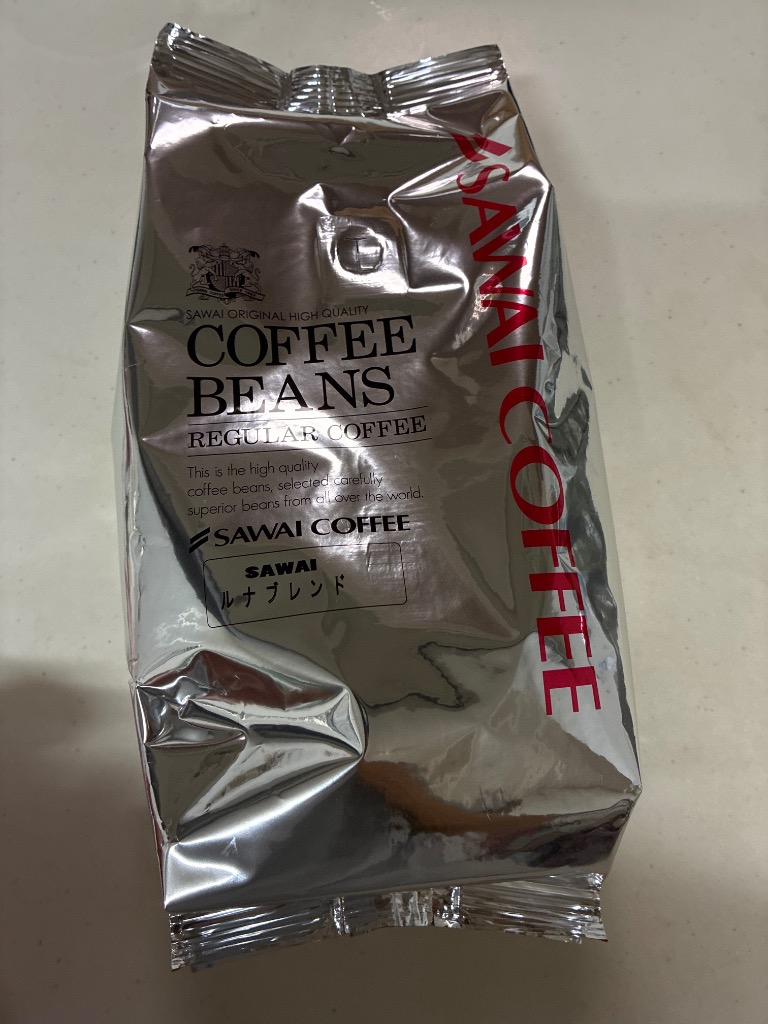 SAWAI ORIGINAL HIGH QUALITY
COFFEE
BEANS
REGULAR COFFEE
This is the high quality
coffee beans, selected carefully
superior beans from all over the world.
SAWAI COFFEE
SAWAI
ルナブレンド
SAWAI COFFEE